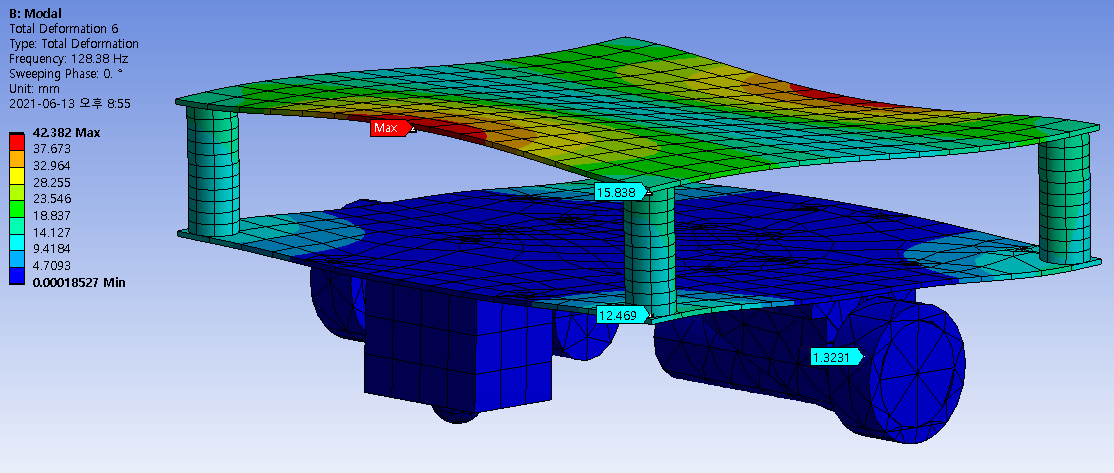 B: Modal
Total Deformation 6
Type: Total Deformation
Frequency: 128.38 Hz
Sweeping Phase: 0. °
Unit: mm
2021-06-13 오후 8:55
42.382 Max
37.673
32.964
28.255
23.546
18.837
14.127
9.4184
4.7093
0.00018527 Min
Max
15.838
12.469
1.3231